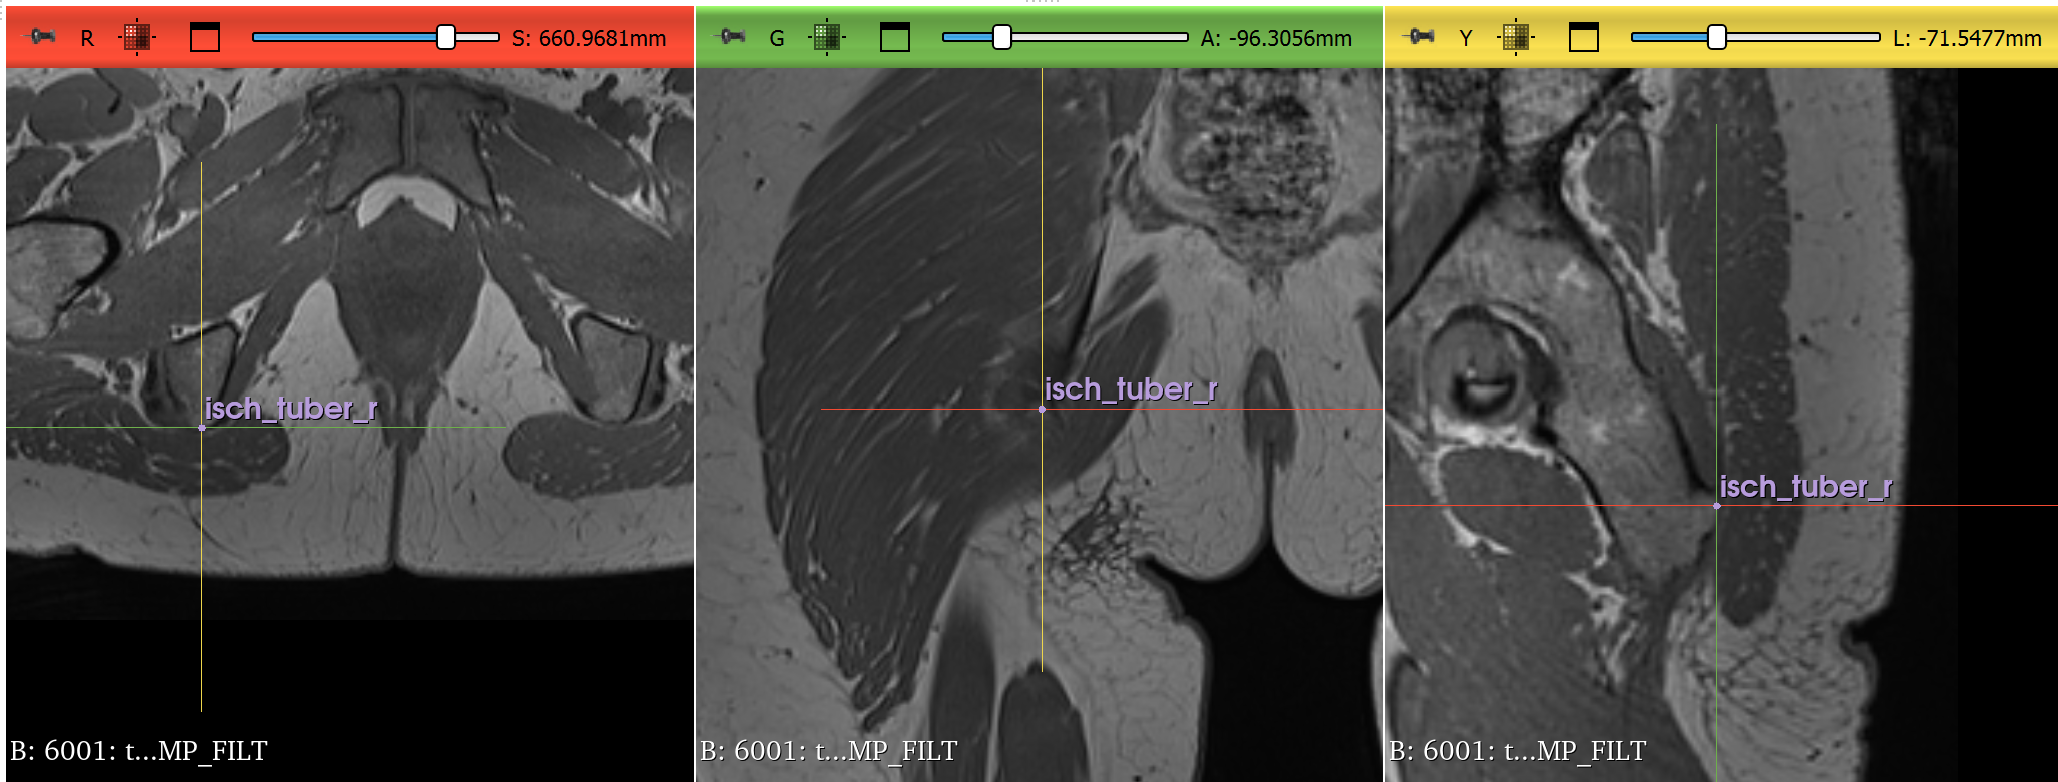 R S: 660.9681mm
G A: -96.3056mm
Y L: -71.5477mm
isch_tuber_r
isch_tuber_r
isch_tuber_r
B: 6001: t...MP_FILT
B: 6001: t...MP_FILT
B: 6001: t...MP_FILT